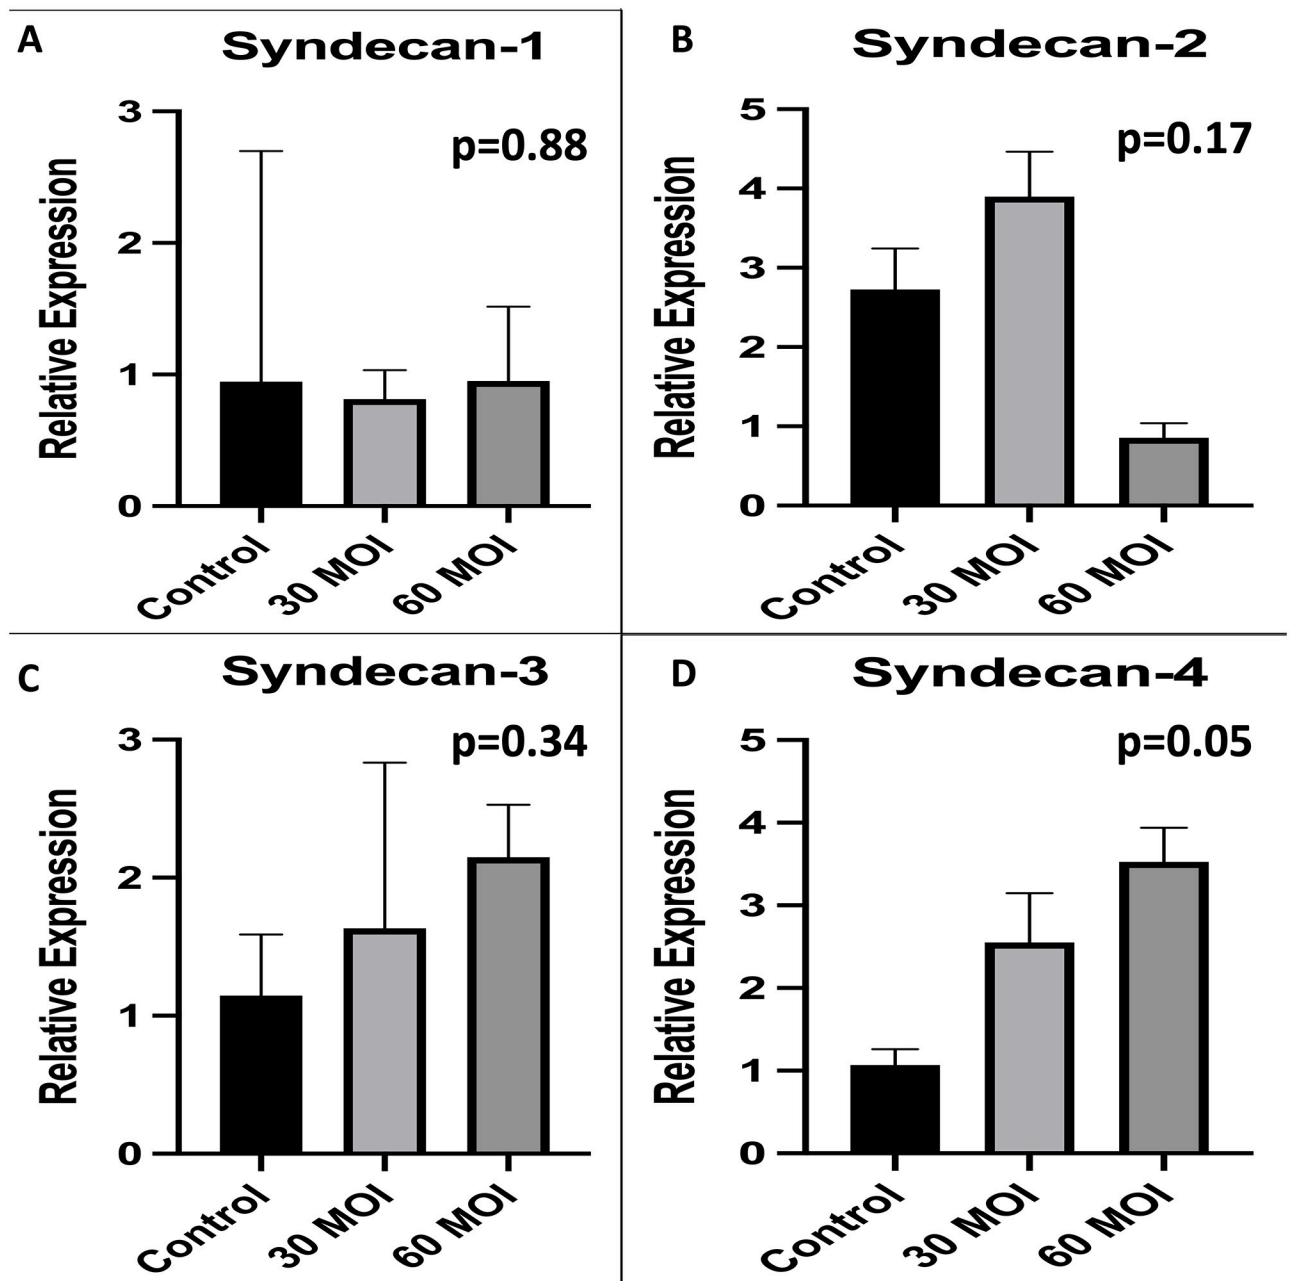 A
Syndecan-1
p=0.88
Relative Expression
3
2
1
0
Control
30 MOI
60 MOI
B
Syndecan-2
p=0.17
Relative Expression
5
4
3
2
1
0
Control
30 MOI
60 MOI
C
Syndecan-3
p=0.34
Relative Expression
3
2
1
0
Control
30 MOI
60 MOI
D
Syndecan-4
p=0.05
Relative Expression
5
4
3
2
1
0
Control
30 MOI
60 MOI